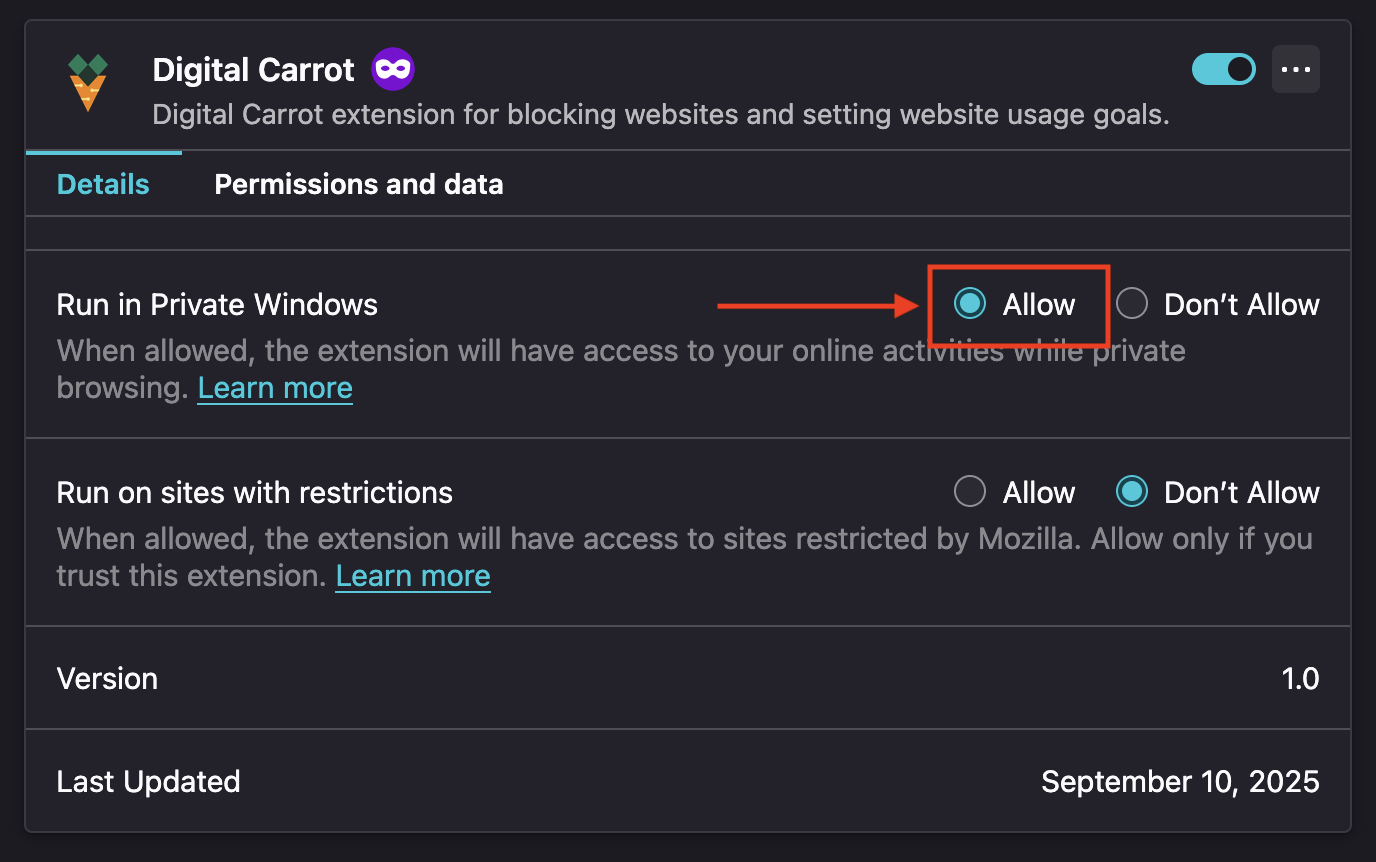 Digital Carrot
Digital Carrot extension for blocking websites and setting website usage goals.
Details
Permissions and data
Run in Private Windows
Allow
Don’t Allow
When allowed, the extension will have access to your online activities while private
browsing. Learn more
Run on sites with restrictions
Allow
Don’t Allow
When allowed, the extension will have access to sites restricted by Mozilla. Allow only if you
trust this extension. Learn more
Version
1.0
Last Updated
September 10, 2025